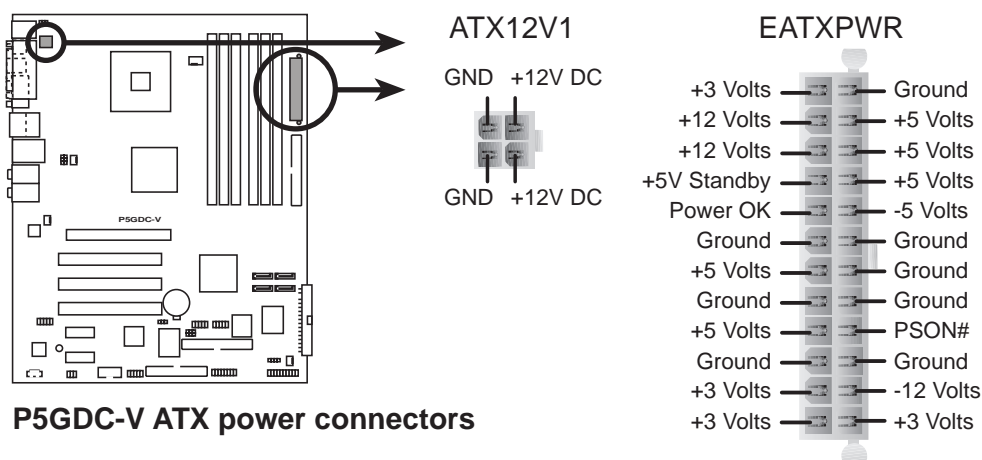 ATX12V1
GND +12V DC
GND +12V DC
EATXPWR
+3 Volts Ground
+12 Volts +5 Volts
+12 Volts +5 Volts
+5V Standby +5 Volts
Power OK -5 Volts
Ground Ground
+5 Volts Ground
Ground Ground
+5 Volts PSON#
Ground Ground
+3 Volts -12 Volts
+3 Volts +3 Volts
P5GDC-V
P5GDC-V ATX power connectors